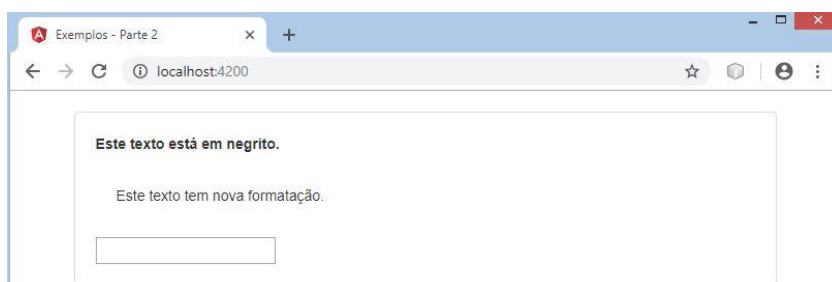 Exemplos - Parte 2
localhost:4200
Este texto está em negrito.
Este texto tem nova formatação.